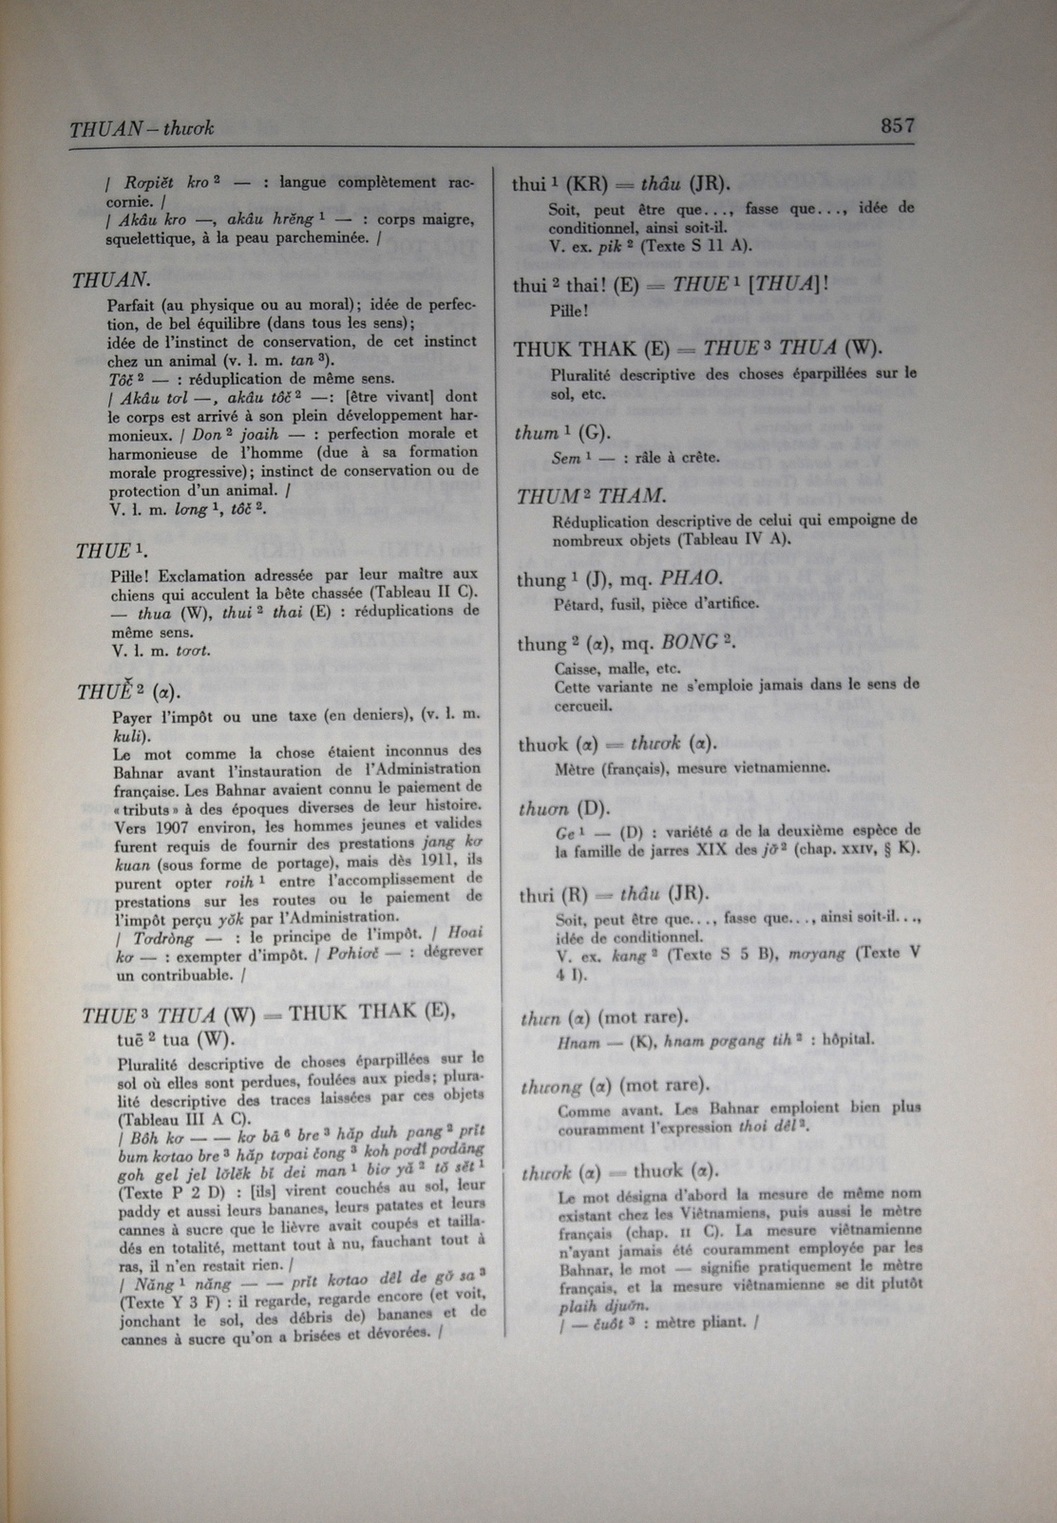 THUAN – thươk
857
/ Rơpiĕt kro ² — : langue complètement rac-
cornie. /
/ Akâu kro —, akâu hrĕng ¹ — : corps maigre,
squelettique, à la peau parcheminée. /
THUAN.
Parfait (au physique ou au moral); idée de perfec-
tion, de bel équilibre (dans tous les sens);
idée de l'instinct de conservation, de cet instinct
chez un animal (v. l. m. tan ³).
Tôč ² — : réduplication de même sens.
/ Akâu tơl —, akâu tôč ² —: [être vivant] dont
le corps est arrivé à son plein développement har-
monieux. / Don ² joaih — : perfection morale et
harmonieuse de l'homme (due à sa formation
morale progressive); instinct de conservation ou de
protection d'un animal. /
V. l. m. lơng ¹, tôč ².
THUE ¹.
Pille! Exclamation adressée par leur maître aux
chiens qui acculent la bête chassée (Tableau II C).
— thua (W), thui ² thai (E) : réduplications de
même sens.
V. l. m. tơơt.
THUÊ̆ ² (α).
Payer l'impôt ou une taxe (en deniers), (v. l. m.
kuli).
Le mot comme la chose étaient inconnus des
Bahnar avant l'instauration de l'Administration
française. Les Bahnar avaient connu le paiement de
« tributs » à des époques diverses de leur histoire.
Vers 1907 environ, les hommes jeunes et valides
furent requis de fournir des prestations jang kơ
kuan (sous forme de portage), mais dès 1911, ils
purent opter roih ¹ entre l'accomplissement de
prestations sur les routes ou le paiement de
l'impôt perçu yŏk par l'Administration.
/ Tơdròng — : le principe de l'impôt. / Hoai
kơ — : exempter d'impôt. / Pơhiơč — : dégrever
un contribuable. /
THUE ³ THUA (W) = THUK THAK (E),
tuĕ ² tua (W).
Pluralité descriptive de choses éparpillées sur le
sol où elles sont perdues, foulées aux pieds; plura-
lité descriptive des traces laissées par ces objets
(Tableau III A C).
/ Bôh kơ — — kơ bâ ⁶ bre ³ hăp duh pang ² prĭt
bum kơtao bre ³ hăp tơpai čong ³ koh pơdĭ pơdăng
goh gel jel lŏlĕk bĭ dei man ¹ biơ yă ² tŏ sĕt ¹
(Texte P 2 D) : [ils] virent couchés au sol, leur
paddy et aussi leurs bananes, leurs patates et leurs
cannes à sucre que le lièvre avait coupés et tailla-
dés en totalité, mettant tout à nu, fauchant tout à
ras, il n'en restait rien. /
/ Năng ¹ năng — — prĭt kơtao dêl de gŏ sa ³
(Texte Y 3 F) : il regarde, regarde encore (et voit,
jonchant le sol, des débris de) bananes et de
cannes à sucre qu'on a brisées et dévorées. /
thui ¹ (KR) = thâu (JR).
Soit, peut être que..., fasse que..., idée de
conditionnel, ainsi soit-il.
V. ex. pik ² (Texte S 11 A).
thui ² thai! (E) = THUE ¹ [THUA]!
Pille!
THUK THAK (E) = THUE ³ THUA (W).
Pluralité descriptive des choses éparpillées sur le
sol, etc.
thum ¹ (G).
Sem ¹ — : râle à crête.
THUM ² THAM.
Réduplication descriptive de celui qui empoigne de
nombreux objets (Tableau IV A).
thung ¹ (J), mq. PHAO.
Pétard, fusil, pièce d'artifice.
thung ² (α), mq. BONG ².
Caisse, malle, etc.
Cette variante ne s'emploie jamais dans le sens de
cercueil.
thuơk (α) = thươk (α).
Mètre (français), mesure vietnamienne.
thuơn (D).
Ge ¹ — (D) : variété a de la deuxième espèce de
la famille de jarres XIX des jŏ ² (chap. XXIV, § K).
thưi (R) = thâu (JR).
Soit, peut être que..., fasse que..., ainsi soit-il...,
idée de conditionnel.
V. ex. kang ² (Texte S 5 B), mơyang (Texte V
4 I).
thưn (α) (mot rare).
Hnam — (K), hnam pơgang tih ² : hôpital.
thương (α) (mot rare).
Comme avant. Les Bahnar emploient bien plus
couramment l'expression thoi dêl ².
thươk (α) = thuơk (α).
Le mot désigna d'abord la mesure de même nom
existant chez les Viêtnamiens, puis aussi le mètre
français (chap. II C). La mesure viêtnamienne
n'ayant jamais été couramment employée par les
Bahnar, le mot — signifie pratiquement le mètre
français, et la mesure viêtnamienne se dit plutôt
plaih djuŏn.
/ — čuôt ³ : mètre pliant. /